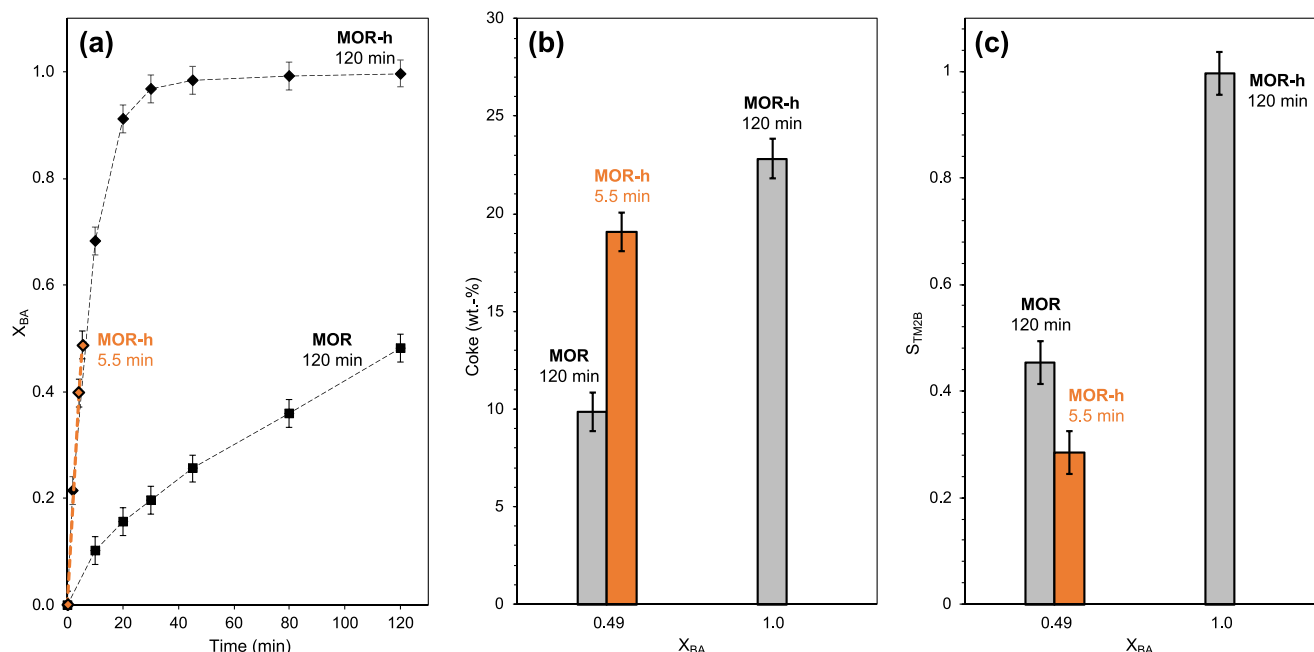 (a)
MOR-h
120 min
MOR-h
5.5 min
MOR
120 min
X_BA
1.0
0.8
0.6
0.4
0.2
0.0
0 20 40 60 80 100 120
Time (min)
(b)
MOR-h
120 min
MOR-h
5.5 min
MOR
120 min
Coke (wt.-%)
30
25
20
15
10
5
0
0.49 1.0
X_BA
(c)
MOR-h
120 min
MOR
120 min
MOR-h
5.5 min
S_TM2B
1
0.8
0.6
0.4
0.2
0
0.49 1.0
X_BA